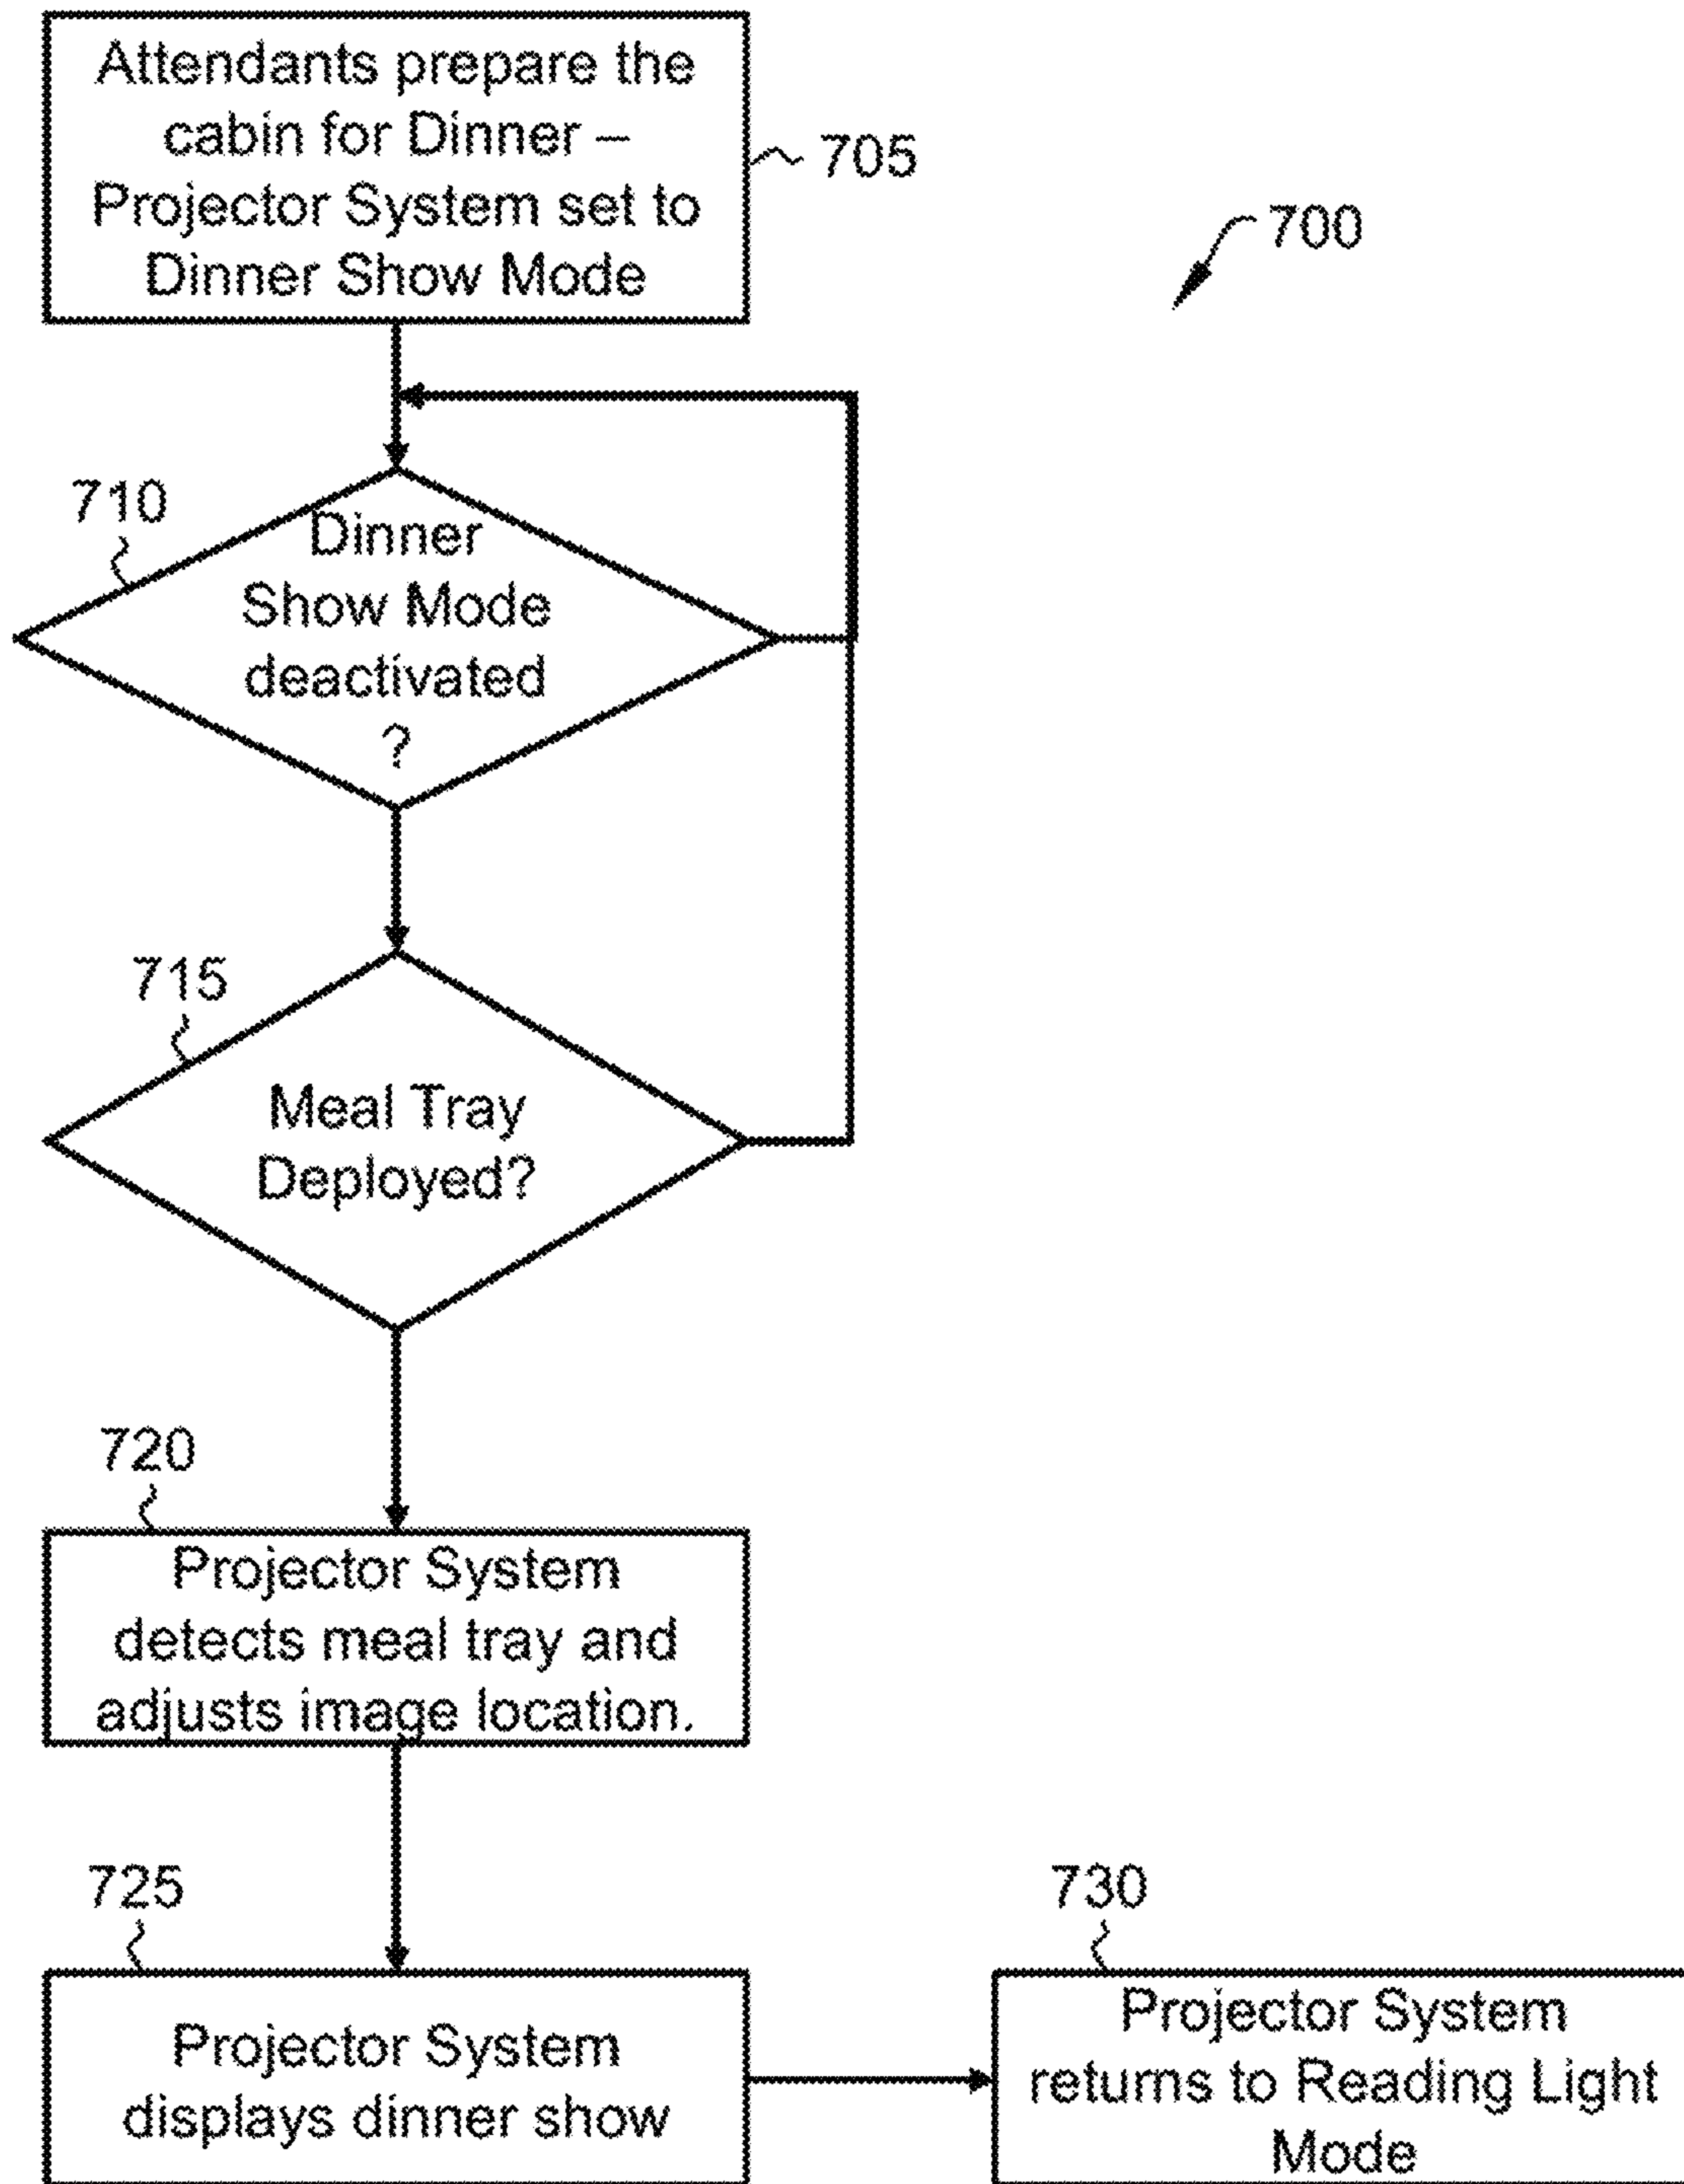 Attendants prepare the
cabin for Dinner –
Projector System set to
Dinner Show Mode
705
700
710
Dinner
Show Mode
deactivated
?
715
Meal Tray
Deployed?
720
Projector System
detects meal tray and
adjusts image location.
725
Projector System
displays dinner show
730
Projector System
returns to Reading Light
Mode